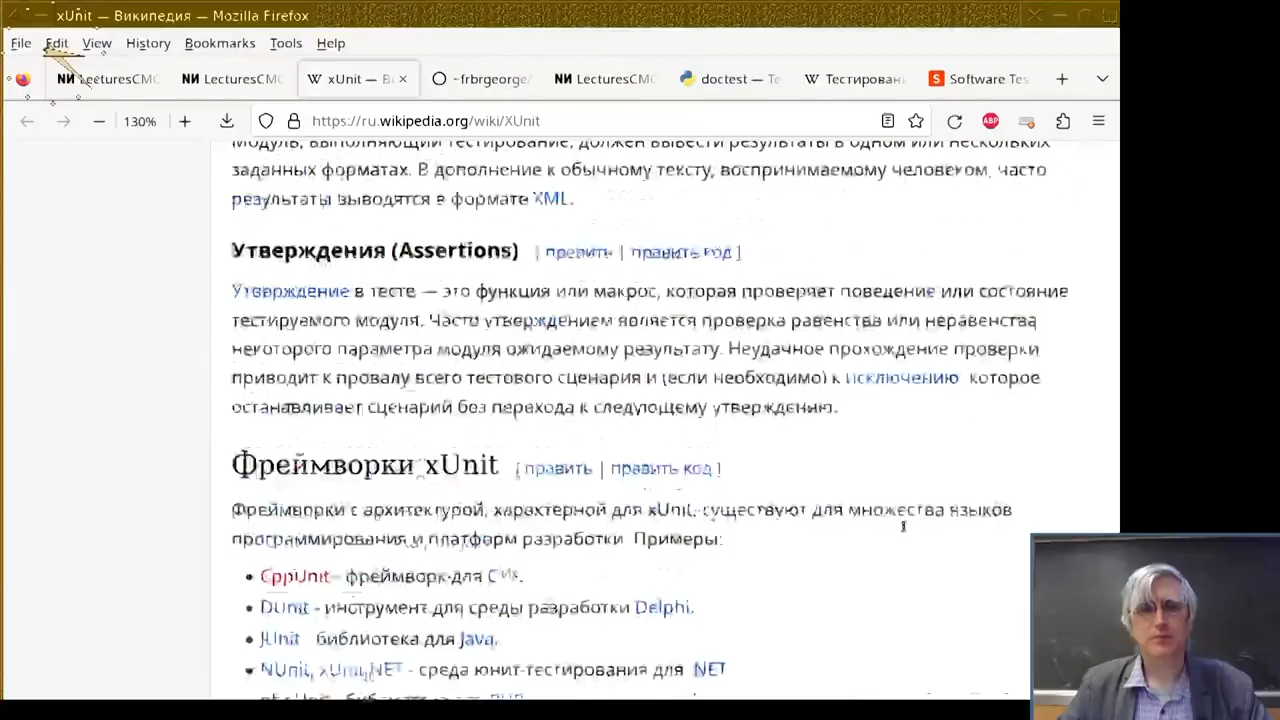 xUnit — Википедия — Mozilla Firefox
File Edit View History Bookmarks Tools Help
LecturesCMC LecturesCMC xUnit — Ви ~frbrgeorge/ LecturesCMC doctest — Te Тестирован Software Tes
130% https://ru.wikipedia.org/wiki/XUnit ABP
Модуль, выполняющий тестирование, должен вывести результаты в одном или нескольких
заданных форматах. В дополнение к обычному тексту, воспринимаемому человеком, часто
результаты выводятся в формате XML.
Утверждения (Assertions) [ править | править код ]
Утверждение в тесте — это функция или макрос, которая проверяет поведение или состояние
тестируемого модуля. Часто утверждением является проверка равенства или неравенства
некоторого параметра модуля ожидаемому результату. Неудачное прохождение проверки
приводит к провалу всего тестового сценария и (если необходимо) к исключению которое
останавливает сценарий без перехода к следующему утверждению.
Фреймворки xUnit [ править | править код ]
Фреймворки с архитектурой, характерной для xUnit, существуют для множества языков
программирования и платформ разработки Примеры:
• CppUnit - фреймворк для
• DUnit - инструмент для среды разработки Delphi.
• JUnit библиотека для Java.
• NUnit, xUnit.NET - среда юнит-тестирования для .NET